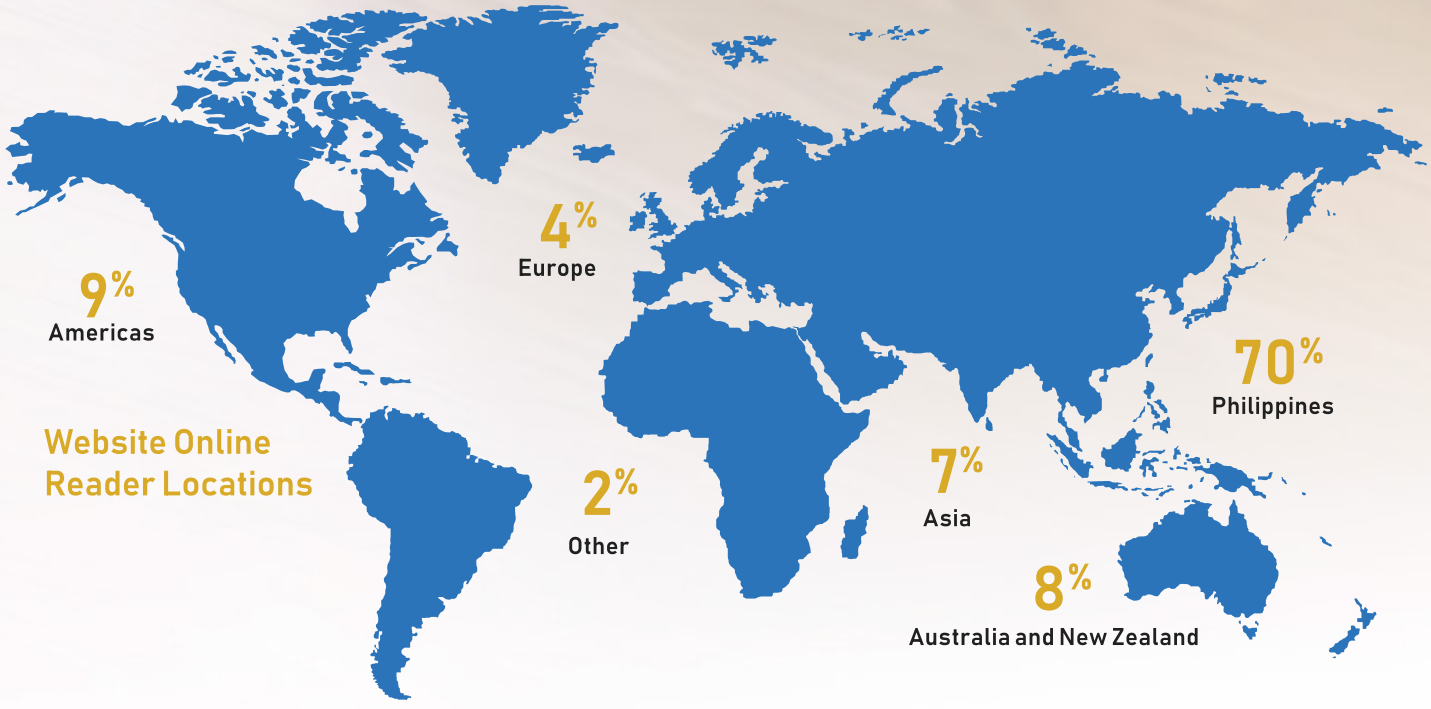 4%
Europe
9%
Americas
70%
Philippines
Website Online
Reader Locations
7%
Asia
2%
Other
8%
Australia and New Zealand